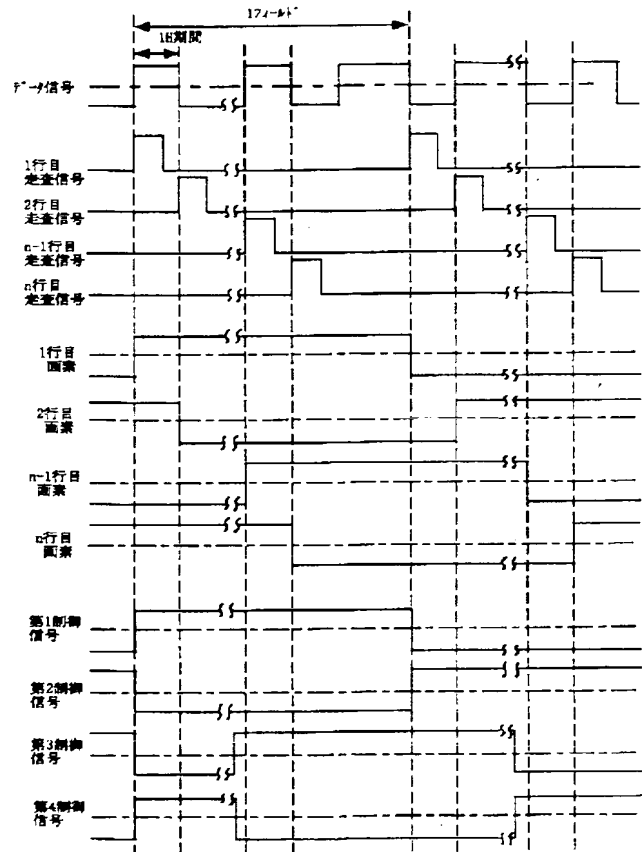 1フィールド
1H期間
データ信号
1行目
走査信号
2行目
走査信号
n-1行目
走査信号
n行目
走査信号
1行目
画素
2行目
画素
n-1行目
画素
n行目
画素
第1制御
信号
第2制御
信号
第3制御
信号
第4制御
信号